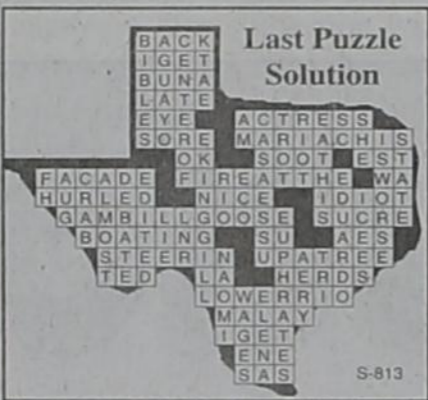 Last Puzzle
Solution
BACK
IGET
BUNA
LATE
EYE ACTRESS
SORE MARIACHIS
OK SOOT EST
FACADE FIREATTHE WA
HURLED NICE IDIOT
GAMBILLGOOSE SUCRE
BOATING SU AES
STEERIN UPATREE
TED LA HERDS
LOWERRIO
MALAY
IGET
ENE
SAS
S-813